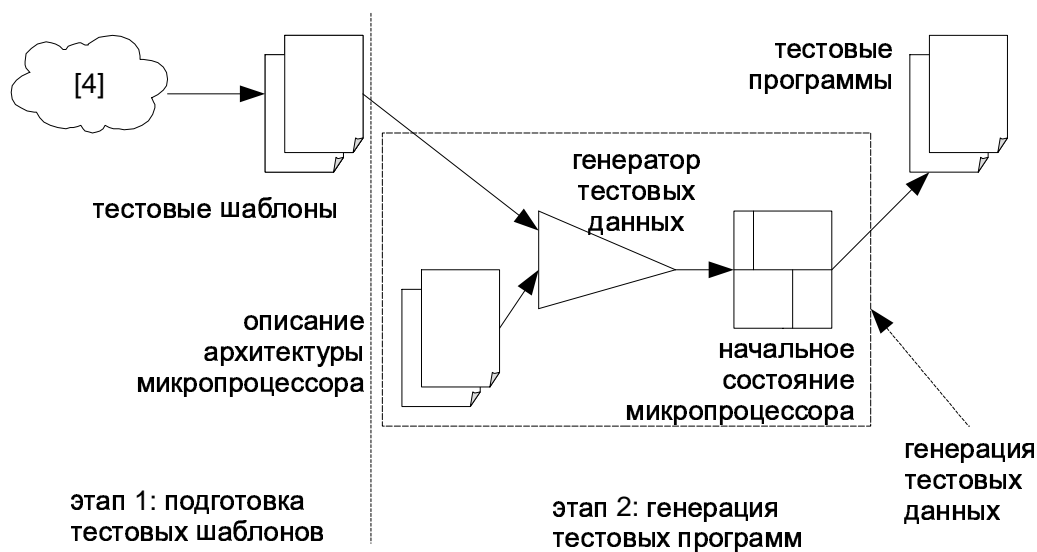 [4]
тестовые шаблоны
тестовые
программы
генератор
тестовых
данных
описание
архитектуры
микропроцессора
начальное
состояние
микропроцессора
генерация
тестовых
данных
этап 1: подготовка
тестовых шаблонов
этап 2: генерация
тестовых программ